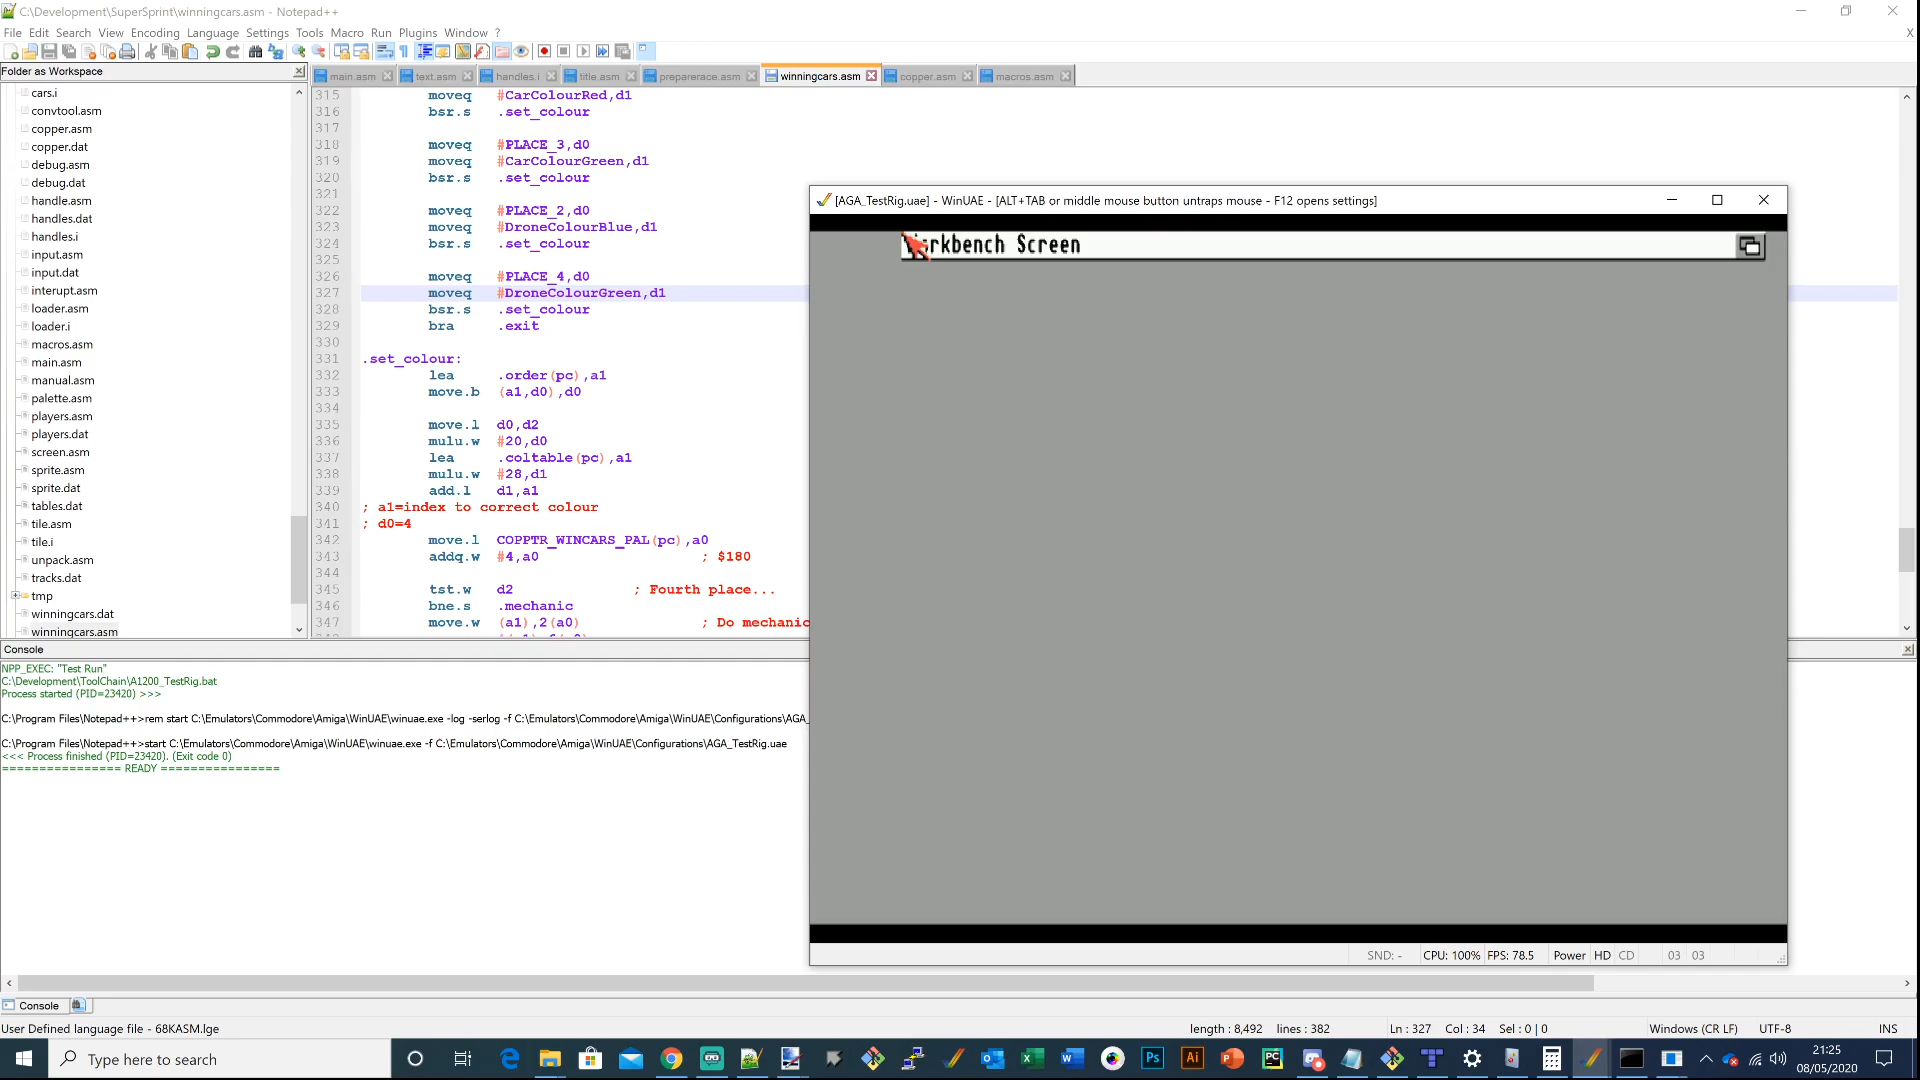 C:\Development\SuperSprint\winningcars.asm - Notepad++
File Edit Search View Encoding Language Settings Tools Macro Run Plugins Window ? X
Folder as Workspace
main.asm text.asm handles.i title.asm preparerace.asm winningcars.asm copper.asm macros.asm
cars.i
convtool.asm
copper.asm
copper.dat
debug.asm
debug.dat
handle.asm
handles.dat
handles.i
input.asm
input.dat
interupt.asm
loader.asm
loader.i
macros.asm
main.asm
manual.asm
palette.asm
players.asm
players.dat
screen.asm
sprite.asm
sprite.dat
tables.dat
tile.asm
tile.i
unpack.asm
tracks.dat
tmp
winningcars.dat
winningcars.asm
315 moveq #CarColourRed,d1
316 bsr.s .set_colour
317
318 moveq #PLACE_3,d0
319 moveq #CarColourGreen,d1
320 bsr.s .set_colour
321
322 moveq #PLACE_2,d0
323 moveq #DroneColourBlue,d1
324 bsr.s .set_colour
325
326 moveq #PLACE_4,d0
327 moveq #DroneColourGreen,d1
328 bsr.s .set_colour
329 bra .exit
330
331 .set_colour:
332 lea .order(pc),a1
333 move.b (a1,d0),d0
334
335 move.l d0,d2
336 mulu.w #20,d0
337 lea .coltable(pc),a1
338 mulu.w #28,d1
339 add.l d1,a1
340 ; a1=index to correct colour
341 ; d0=4
342 move.l COPPTR_WINCARS_PAL(pc),a0
343 addq.w #4,a0 ; $180
344
345 tst.w d2 ; Fourth place...
346 bne.s .mechanic
347 move.w (a1),2(a0) ; Do mechanic
[AGA_TestRig.uae] - WinUAE - [ALT+TAB or middle mouse button untraps mouse - F12 opens settings]
rkbench Screen
SND: - CPU: 100% FPS: 78.5 Power HD CD 03 03
Console
NPP_EXEC: "Test Run"
C:\Development\ToolChain\A1200_TestRig.bat
Process started (PID=23420) >>>
C:\Program Files\Notepad++>rem start C:\Emulators\Commodore\Amiga\WinUAE\winuae.exe -log -serlog -f C:\Emulators\Commodore\Amiga\WinUAE\Configurations\AGA_
C:\Program Files\Notepad++>start C:\Emulators\Commodore\Amiga\WinUAE\winuae.exe -f C:\Emulators\Commodore\Amiga\WinUAE\Configurations\AGA_TestRig.uae
<<< Process finished (PID=23420). (Exit code 0)
================ READY ================
Console
User Defined language file - 68KASM.lge length : 8,492 lines : 382 Ln : 327 Col : 34 Sel : 0 | 0 Windows (CR LF) UTF-8 INS
Type here to search
21:25
08/05/2020